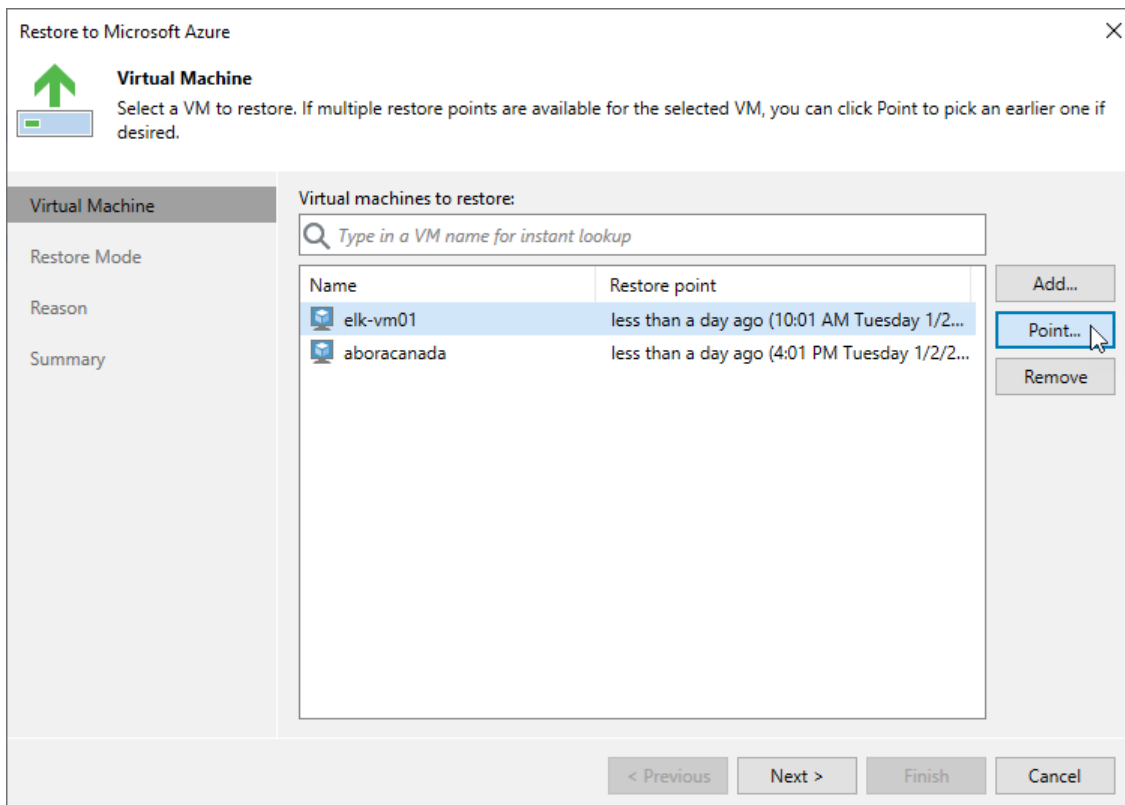 Restore to Microsoft Azure
Virtual Machine
Select a VM to restore. If multiple restore points are available for the selected VM, you can click Point to pick an earlier one if
desired.
Virtual Machine
Restore Mode
Reason
Summary
Virtual machines to restore:
Type in a VM name for instant lookup
Name Restore point
elk-vm01 less than a day ago (10:01 AM Tuesday 1/2...
aboracanada less than a day ago (4:01 PM Tuesday 1/2/2...
Add...
Point...
Remove
< Previous Next > Finish Cancel